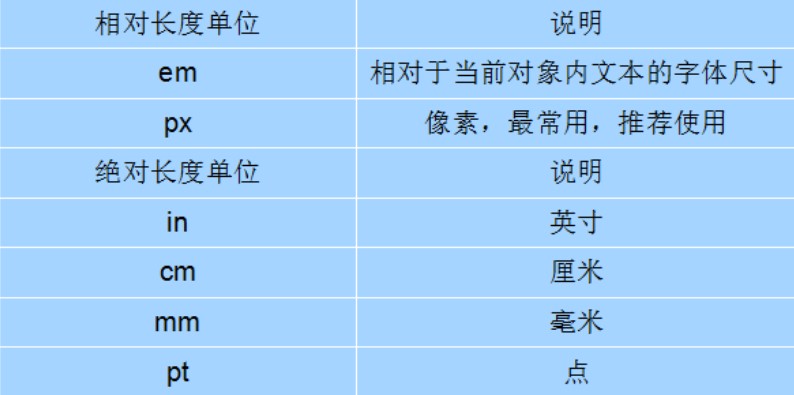 相对长度单位 说明
em 相对于当前对象内文本的字体尺寸
px 像素，最常用，推荐使用
绝对长度单位 说明
in 英寸
cm 厘米
mm 毫米
pt 点